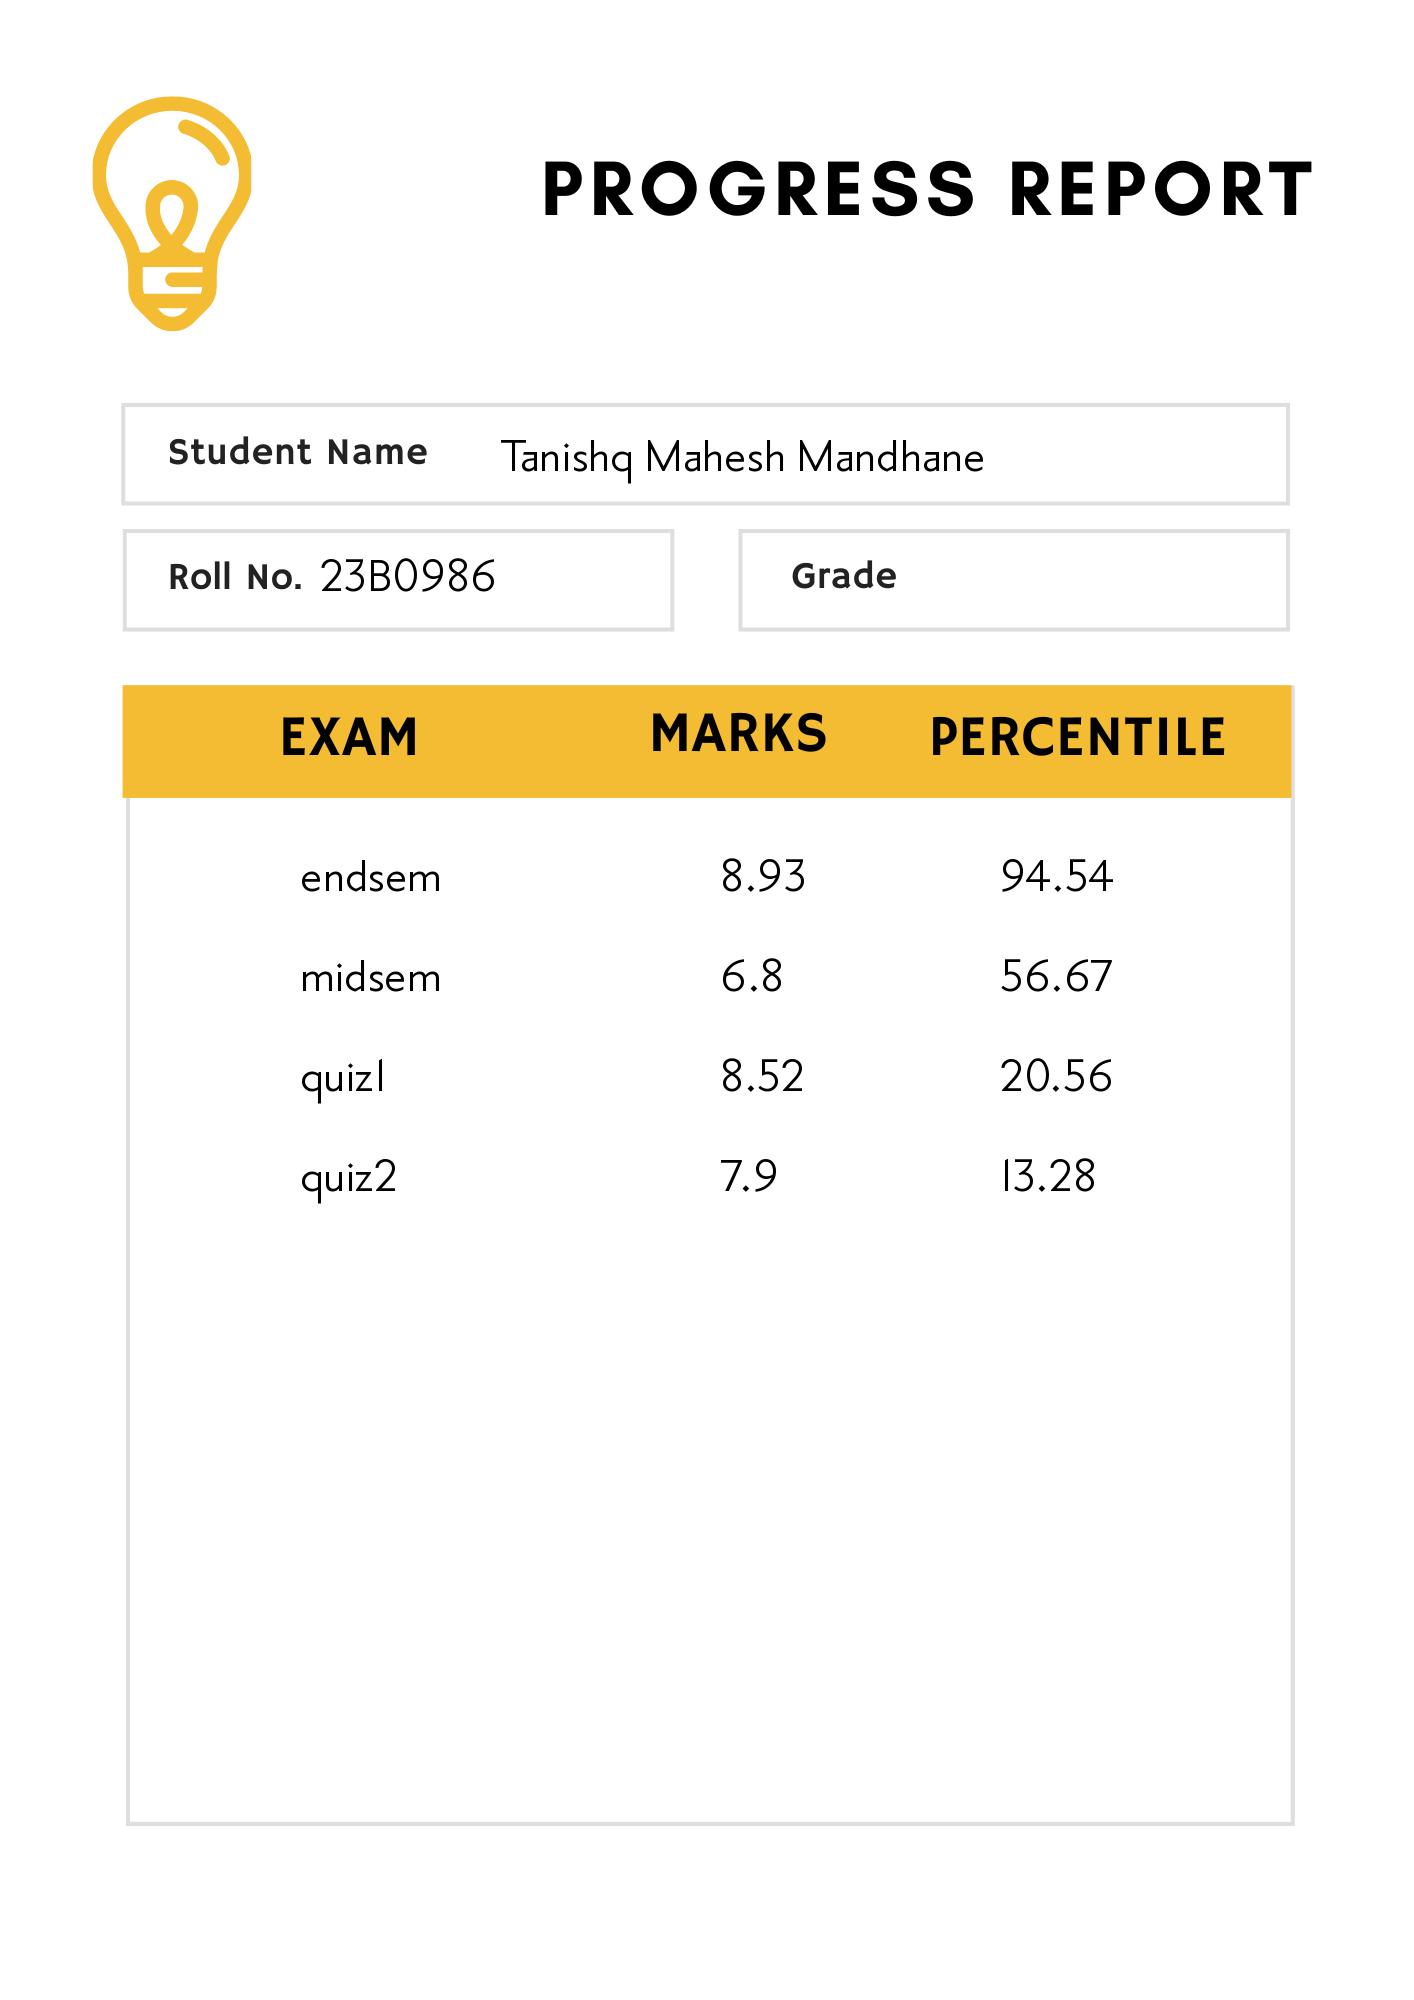 PROGRESS REPORT
Student Name Tanishq Mahesh Mandhane
Roll No. 23B0986 Grade
EXAM MARKS PERCENTILE
endsem 8.93 94.54
midsem 6.8 56.67
quiz1 8.52 20.56
quiz2 7.9 13.28